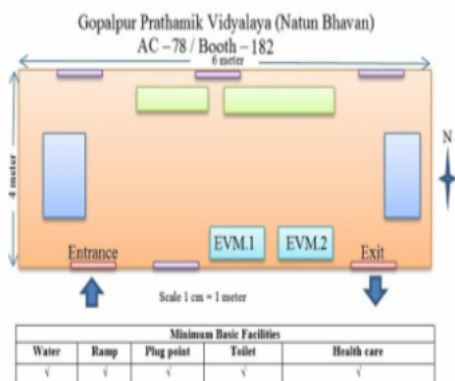 Gopalpur Prathamik Vidyalaya (Natun Bhavan)
AC –78 / Booth –182
6 meter
4 meter
N
EVM.1 EVM.2
Entrance Exit
Scale 1 cm = 1 meter
Minimum Basic Facilities
Water Ramp Plug point Toilet Health care
√ √ √ √ √